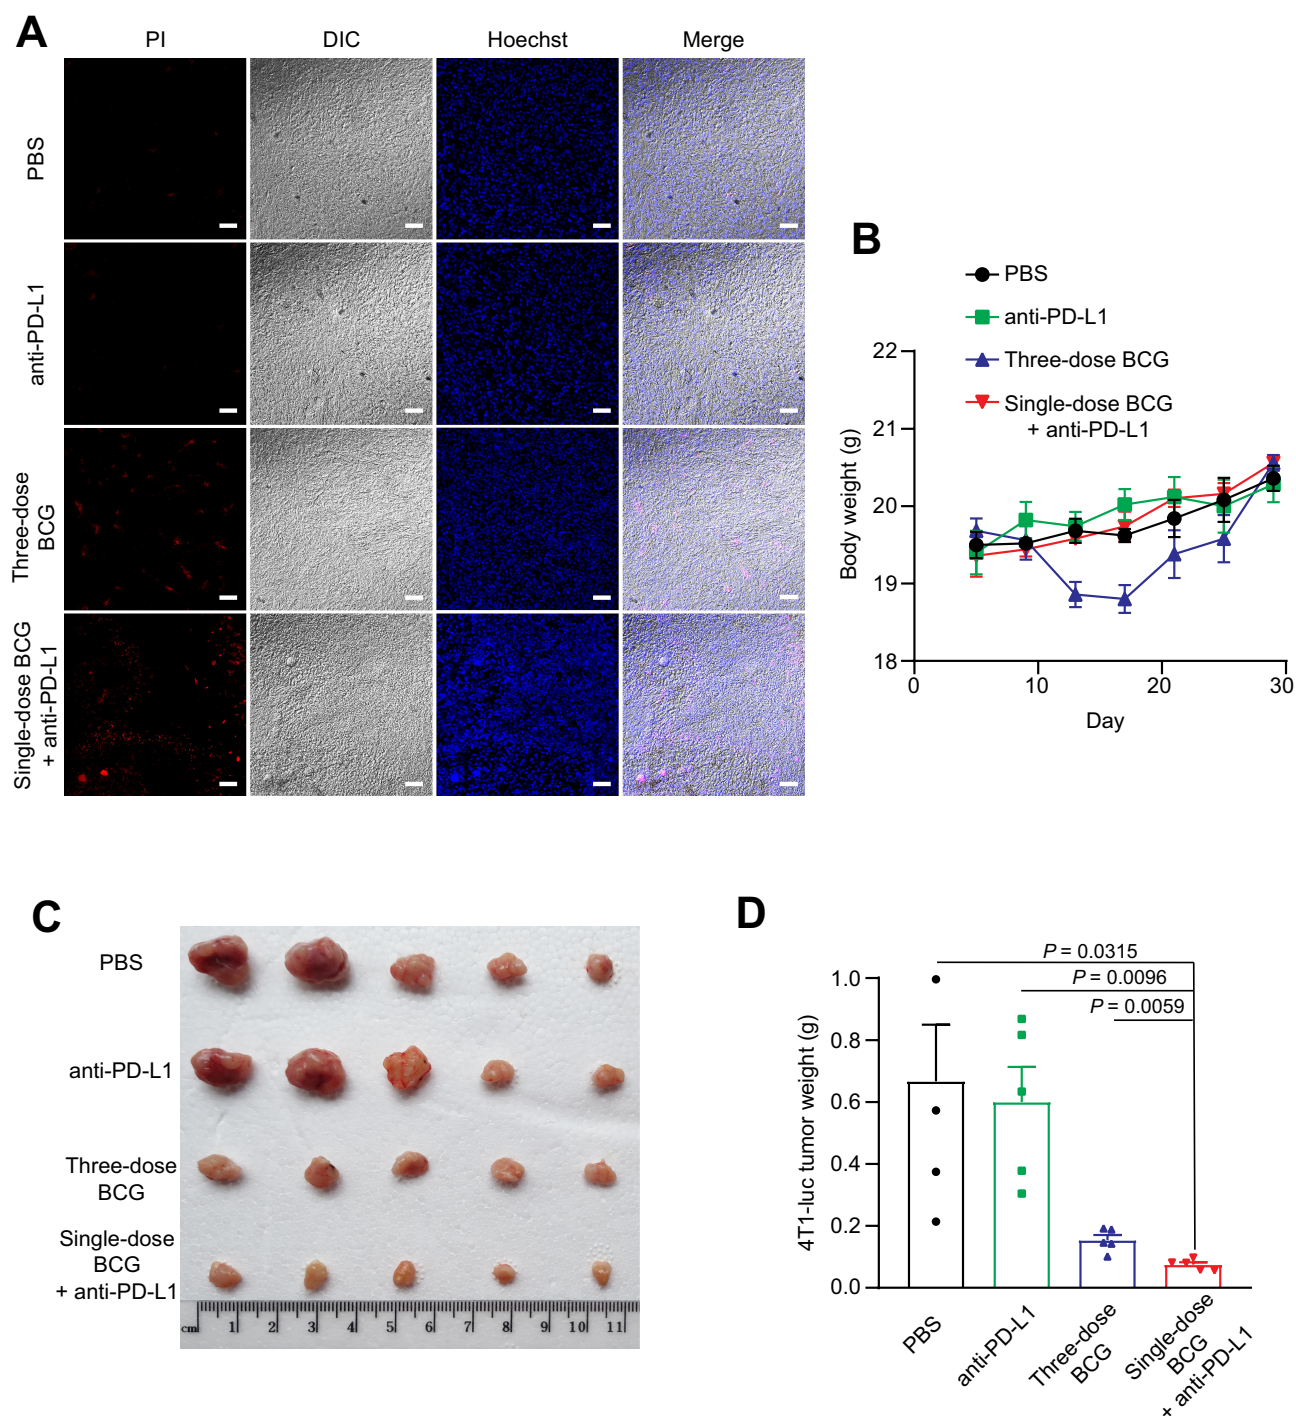 A
PI
DIC
Hoechst
Merge
PBS
anti-PD-L1
Three-dose
BCG
Single-dose BCG
+ anti-PD-L1
B
PBS
anti-PD-L1
Three-dose BCG
Single-dose BCG
+ anti-PD-L1
22
21
20
19
18
Body weight (g)
0
10
20
30
Day
C
PBS
anti-PD-L1
Three-dose
BCG
Single-dose
BCG
+ anti-PD-L1
cm 1 2 3 4 5 6 7 8 9 10 11
D
P = 0.0315
P = 0.0096
P = 0.0059
1.0
0.8
0.6
0.4
0.2
0.0
4T1-luc tumor weight (g)
PBS
anti-PD-L1
Three-dose
BCG
Single-dose
BCG
+ anti-PD-L1